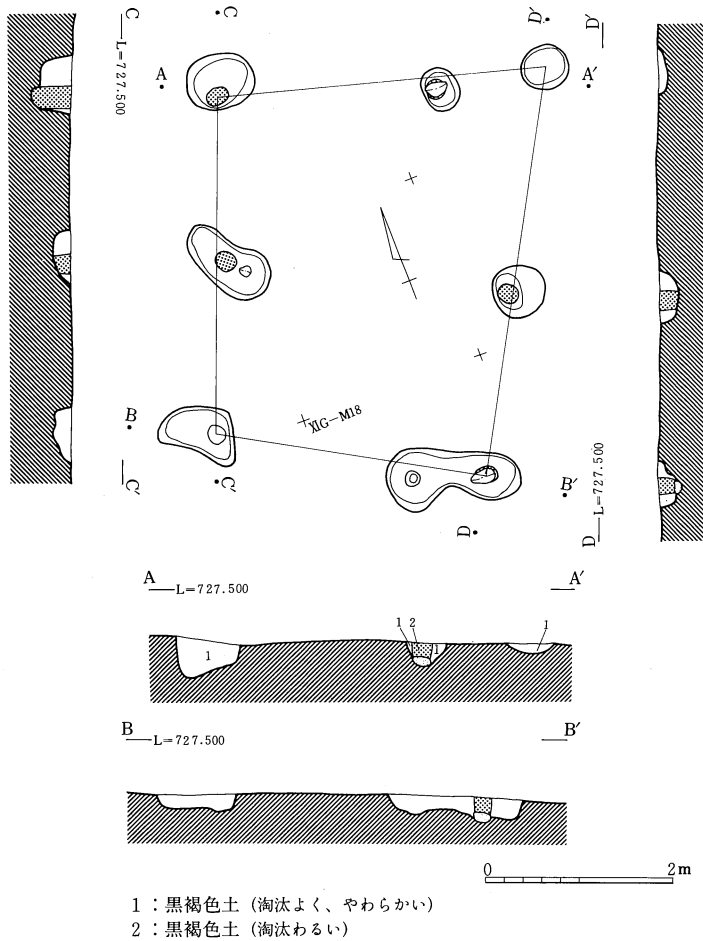 C
L=727.500
C′
D′
D′
A
A′
B
XIG-M18
C′
C′
B′
D
L=727.500
D
A
L=727.500
A′
1 2
1
1
1
B
L=727.500
B′
0 2m
1：黒褐色土（淘汰よく、やわらかい）
2：黒褐色土（淘汰わるい）